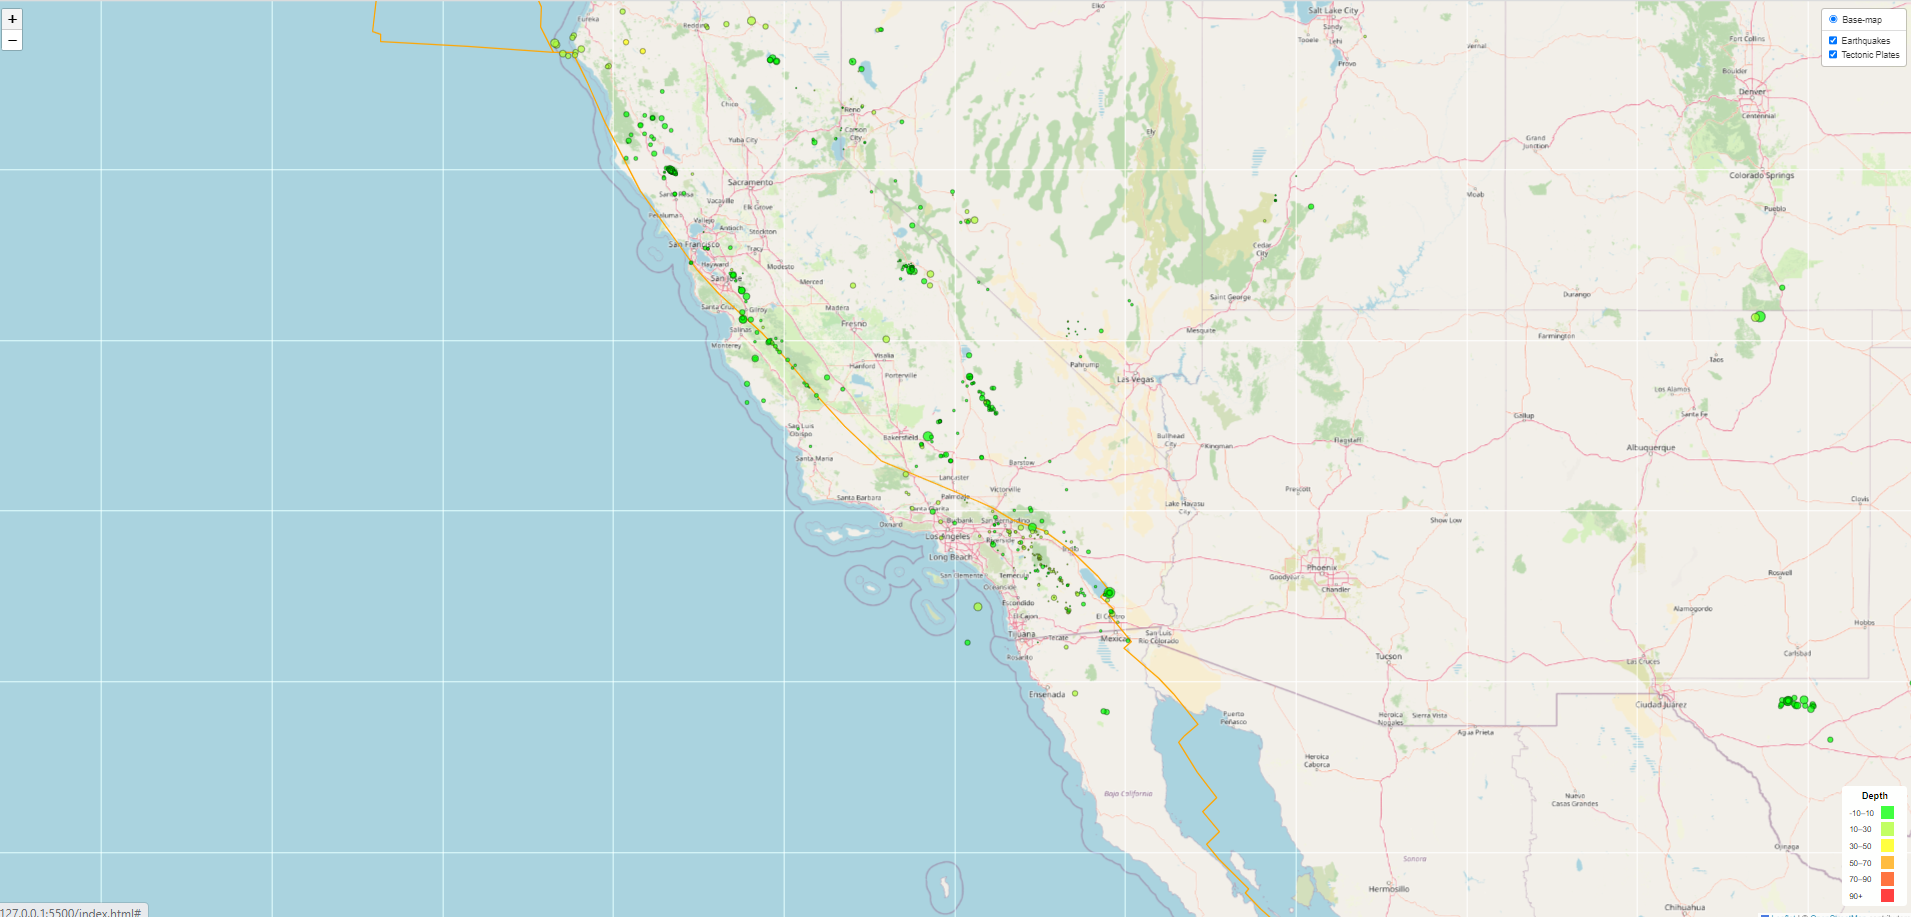 +
−
Base-map
Earthquakes
Tectonic Plates
Eureka
Redding
Elko
Salt Lake City
Sandy
Tooele
Lehi
Provo
Vernal
Fort Collins
Boulder
Denver
Centennial
Chico
Reno
Carson
City
Yuba City
Ely
Grand
Junction
Colorado Springs
Pueblo
Sacramento
Santa Rosa
Vacaville
Elk Grove
Petaluma
Vallejo
Antioch
Stockton
San Francisco
Tracy
Hayward
Modesto
San Jose
Merced
Moab
Cedar
City
Santa Cruz
Gilroy
Madera
Salinas
Fresno
Monterey
Visalia
Hanford
Porterville
Saint George
Mesquite
Durango
Farmington
Pahrump
Las Vegas
Taos
Los Alamos
Santa Fe
San Luis
Obispo
Bakersfield
Santa Maria
Barstow
Bullhead
City
Kingman
Flagstaff
Gallup
Albuquerque
Lancaster
Santa Barbara
Palmdale
Victorville
Santa Clarita
Oxnard
Burbank
San Bernardino
Los Angeles
Riverside
Long Beach
Indio
San Clemente
Temecula
Oceanside
Escondido
El Cajon
Tijuana
Tecate
Rosarito
El Centro
Mexicali
San Luis
Río Colorado
Lake Havasu
City
Prescott
Show Low
Clovis
Phoenix
Goodyear
Chandler
Roswell
Alamogordo
Hobbs
Carlsbad
Las Cruces
Ciudad Juárez
Tucson
Ensenada
Puerto
Peñasco
Heroica
Nogales
Sierra Vista
Agua Prieta
Heroica
Caborca
Baja California
Nuevo
Casas Grandes
Sonora
Hermosillo
Ojinaga
Chihuahua
Depth
-10–10
10–30
30–50
50–70
70–90
90+
127.0.0.1:5500/index.html#